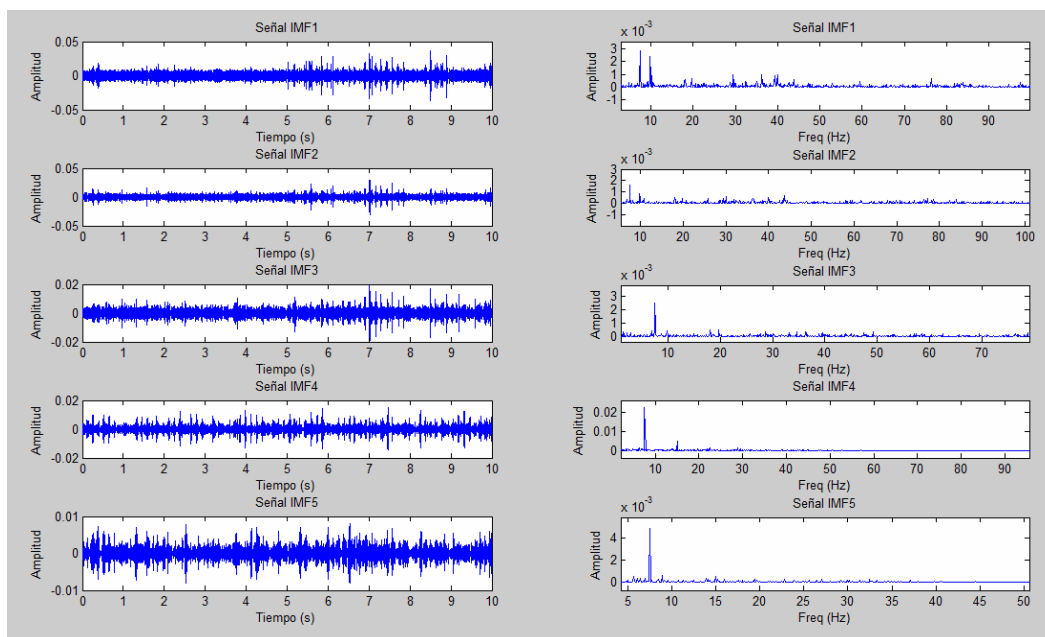 Señal IMF1
Amplitud
0.05
0
-0.05
0 1 2 3 4 5 6 7 8 9 10
Tiempo (s)
Señal IMF1
x 10^-3
Amplitud
3
2
1
0
-1
10 20 30 40 50 60 70 80 90
Freq (Hz)
Señal IMF2
Amplitud
0.05
0
-0.05
0 1 2 3 4 5 6 7 8 9 10
Tiempo (s)
Señal IMF2
x 10^-3
Amplitud
3
2
1
0
-1
10 20 30 40 50 60 70 80 90 100
Freq (Hz)
Señal IMF3
Amplitud
0.02
0
-0.02
0 1 2 3 4 5 6 7 8 9 10
Tiempo (s)
Señal IMF3
x 10^-3
Amplitud
3
2
1
0
10 20 30 40 50 60 70
Freq (Hz)
Señal IMF4
Amplitud
0.02
0
-0.02
0 1 2 3 4 5 6 7 8 9 10
Tiempo (s)
Señal IMF4
Amplitud
0.02
0.01
0
10 20 30 40 50 60 70 80 90
Freq (Hz)
Señal IMF5
Amplitud
0.01
0
-0.01
0 1 2 3 4 5 6 7 8 9 10
Tiempo (s)
Señal IMF5
x 10^-3
Amplitud
4
2
0
5 10 15 20 25 30 35 40 45 50
Freq (Hz)